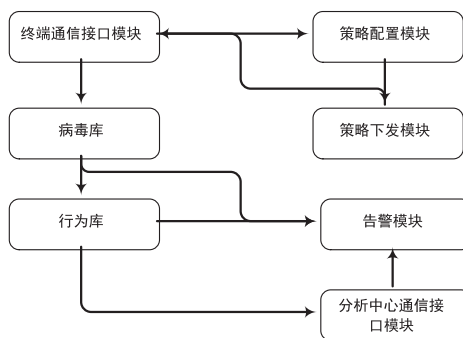 终端通信接口模块
策略配置模块
病毒库
策略下发模块
行为库
告警模块
分析中心通信接
口模块